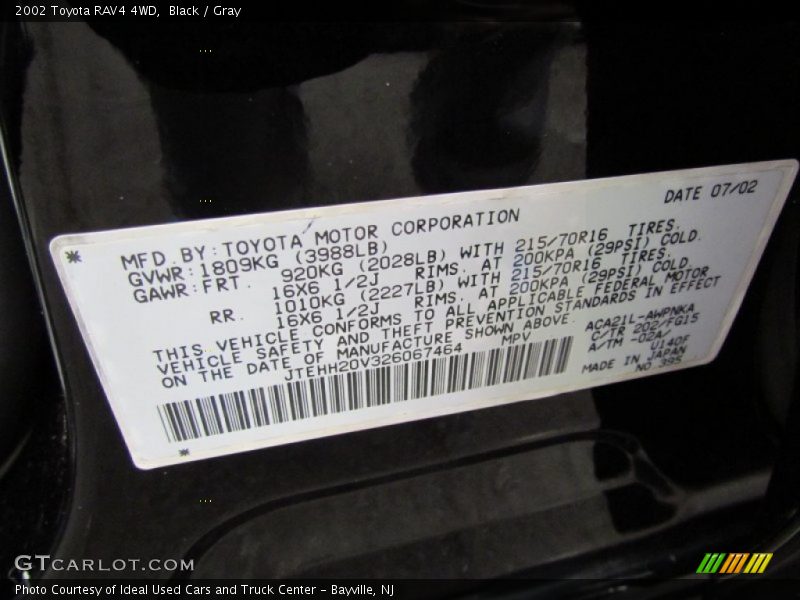 2002 Toyota RAV4 4WD,  Black / Gray
DATE 07/02
MFD.BY:TOYOTA MOTOR CORPORATION
GVWR:1809KG (3988LB)
GAWR:FRT. 920KG (2028LB) WITH 215/70R16 TIRES.
16X6 1/2J RIMS. AT 200KPA (29PSI) COLD.
RR. 1010KG (2227LB) WITH 215/70R16 TIRES.
16X6 1/2J RIMS. AT 200KPA (29PSI) COLD.
THIS VEHICLE CONFORMS TO ALL APPLICABLE FEDERAL MOTOR
VEHICLE SAFETY AND THEFT PREVENTION STANDARDS IN EFFECT
ON THE DATE OF MANUFACTURE SHOWN ABOVE.
JTEHH20V326067464 MPV
ACA21L-AWPNKA
C/TR 202/FG15
A/TM -02A/
U140F
MADE IN JAPAN
NO 395
GTCARLOT.COM
Photo Courtesy of Ideal Used Cars and Truck Center - Bayville, NJ